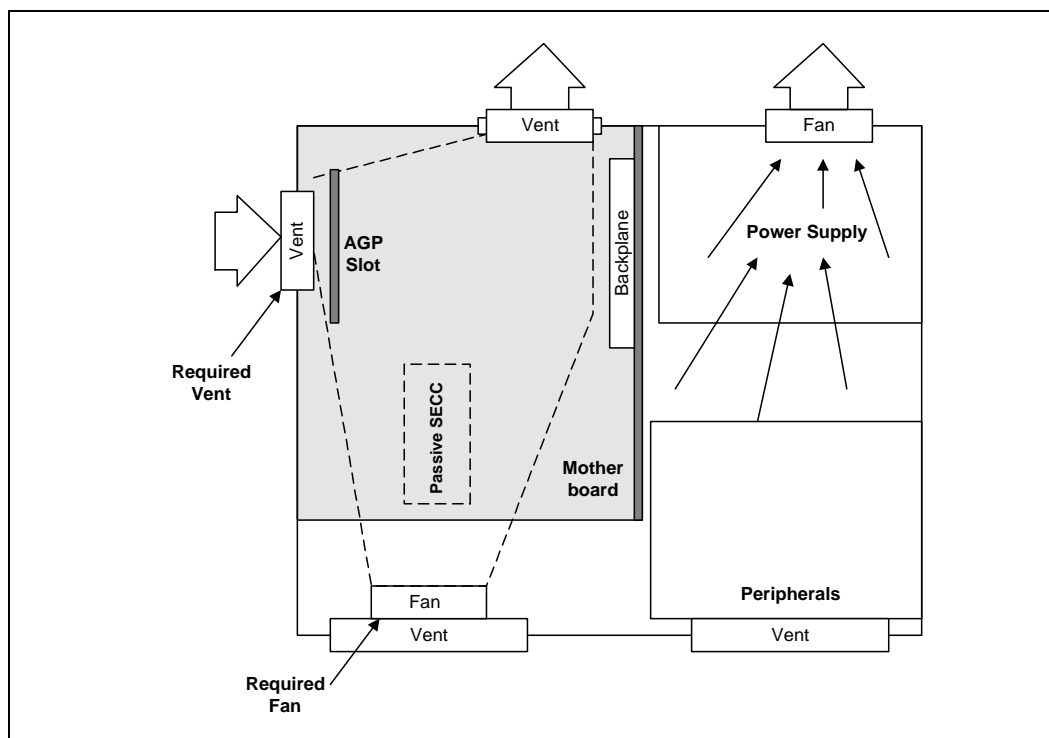 Vent
Fan
Vent
AGP
Slot
Backplane
Power Supply
Required
Vent
Passive SECC
Mother
board
Fan
Vent
Peripherals
Vent
Required
Fan